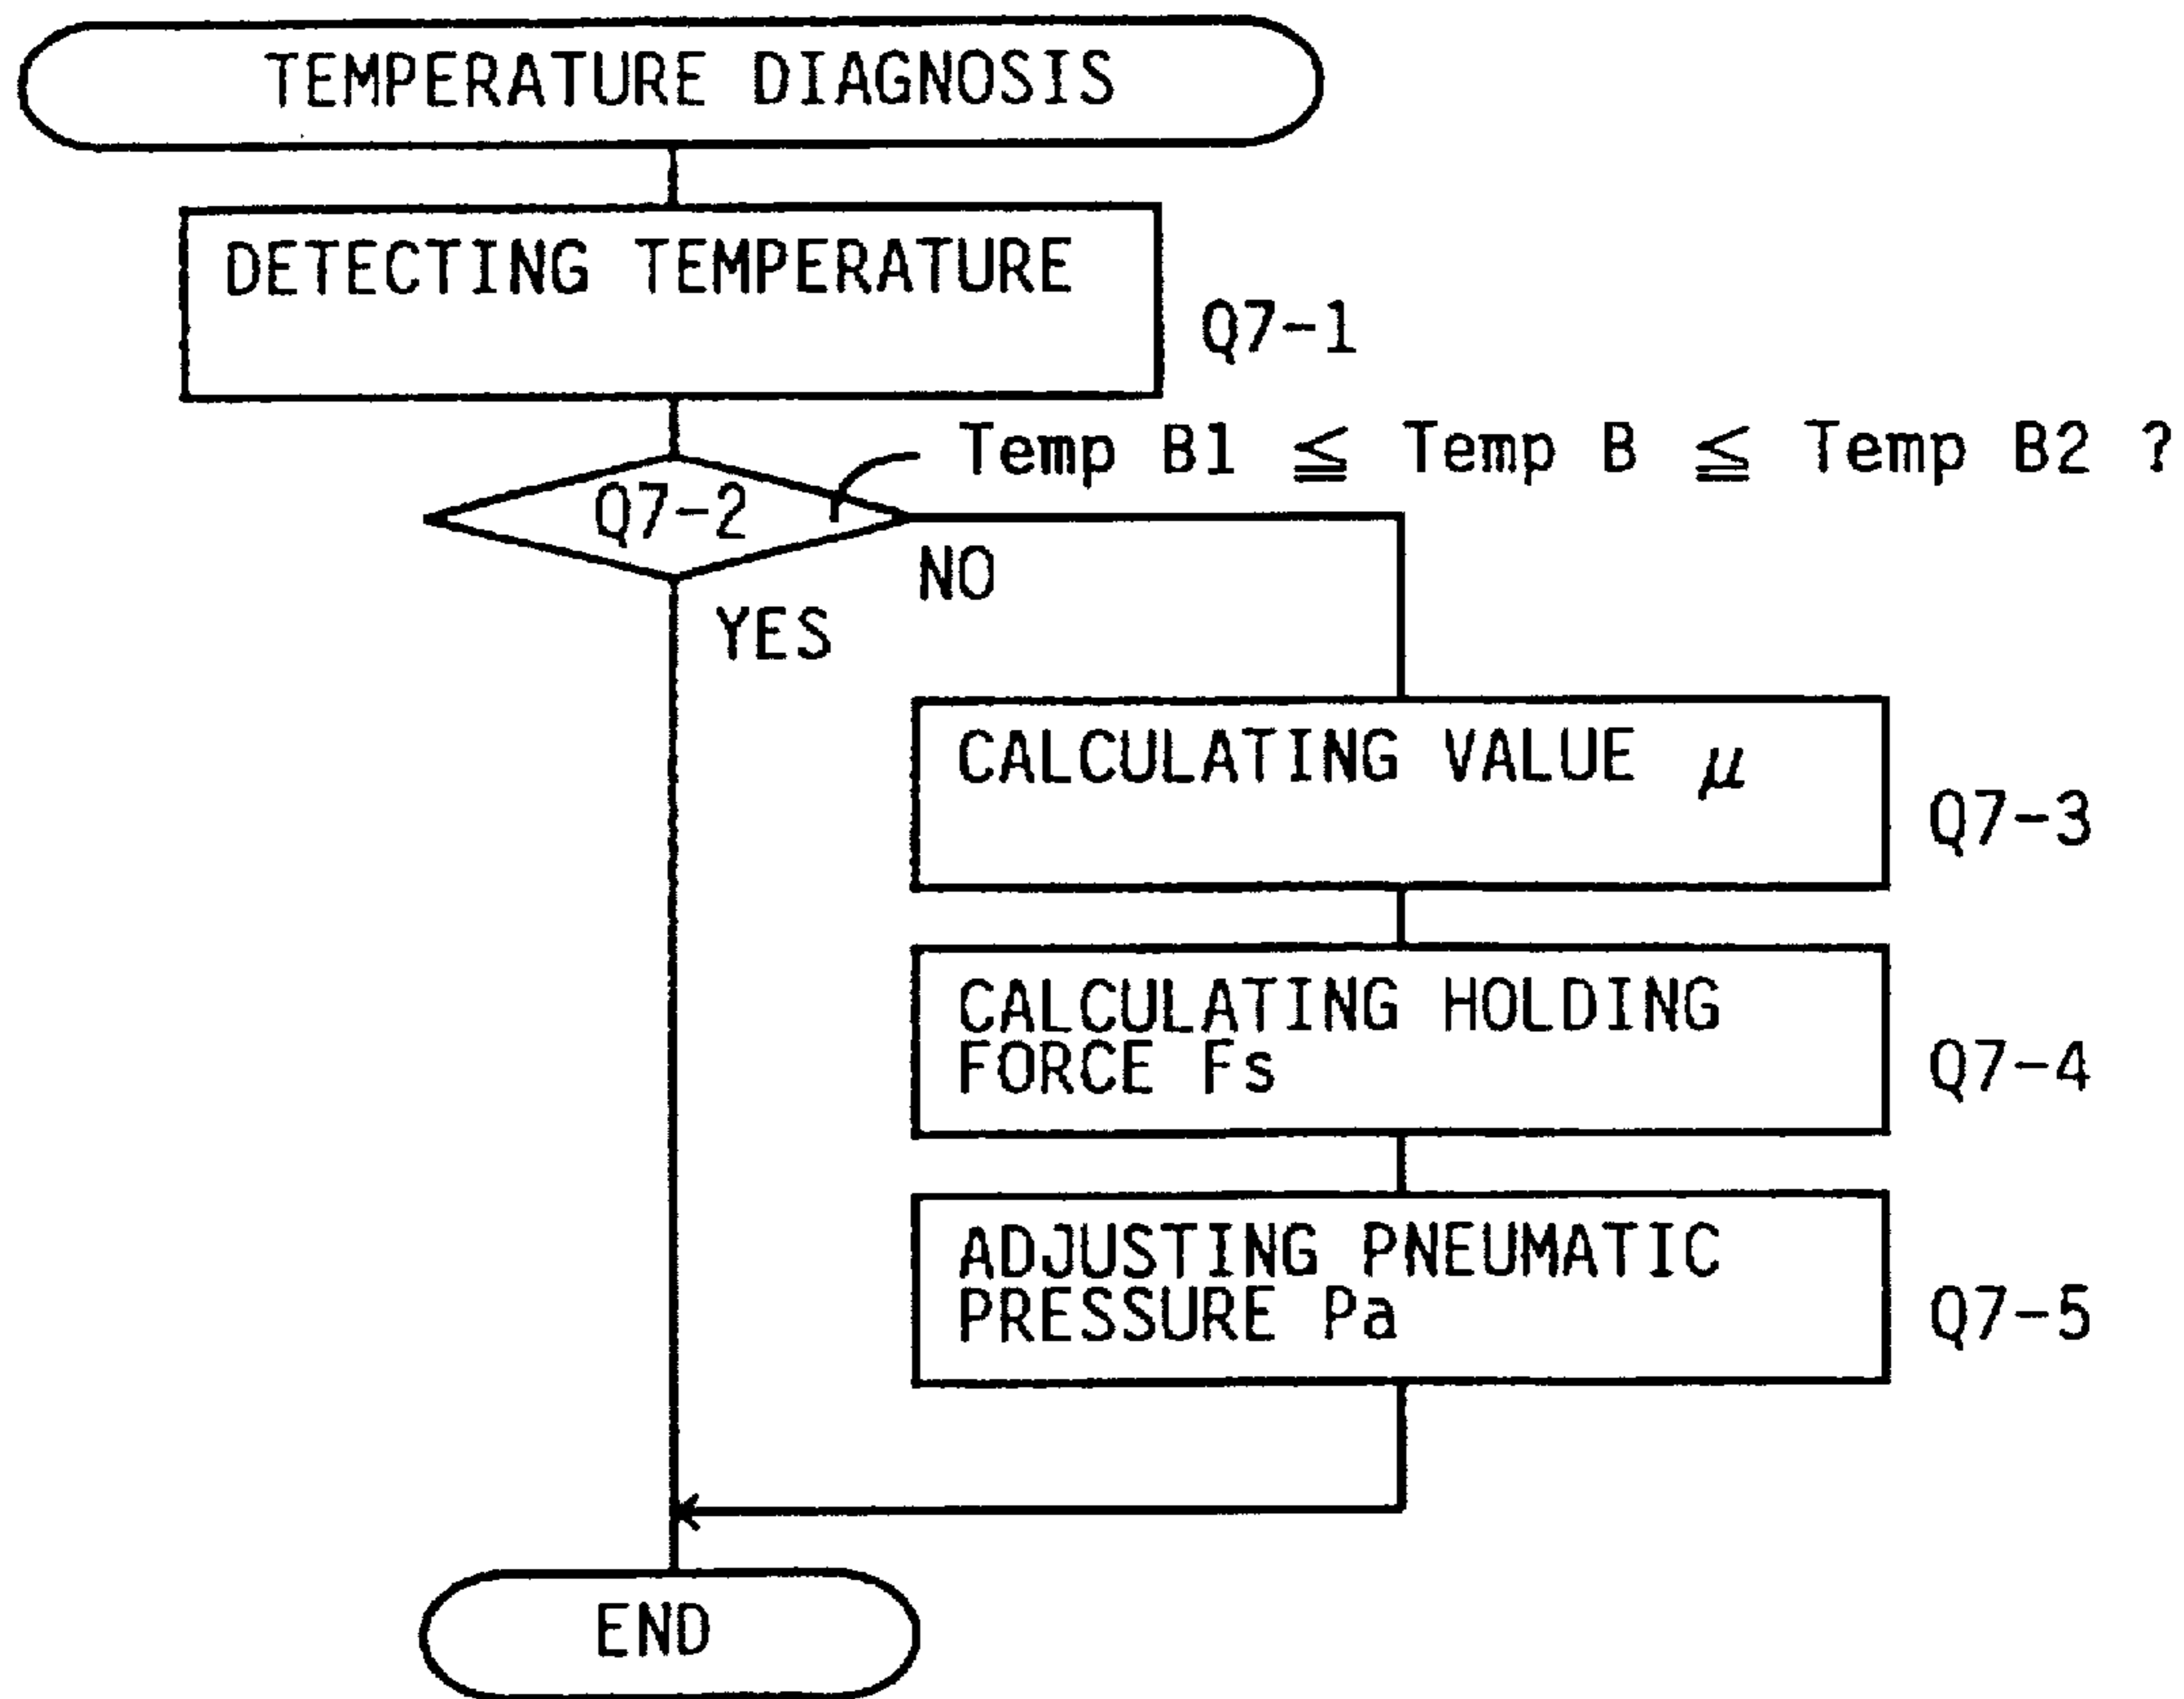 TEMPERATURE DIAGNOSIS
DETECTING TEMPERATURE
Q7-1
Temp B1 ≦ Temp B ≦ Temp B2 ?
Q7-2
NO
YES
CALCULATING VALUE μ
Q7-3
CALCULATING HOLDING
FORCE Fs
Q7-4
ADJUSTING PNEUMATIC
PRESSURE Pa
Q7-5
END